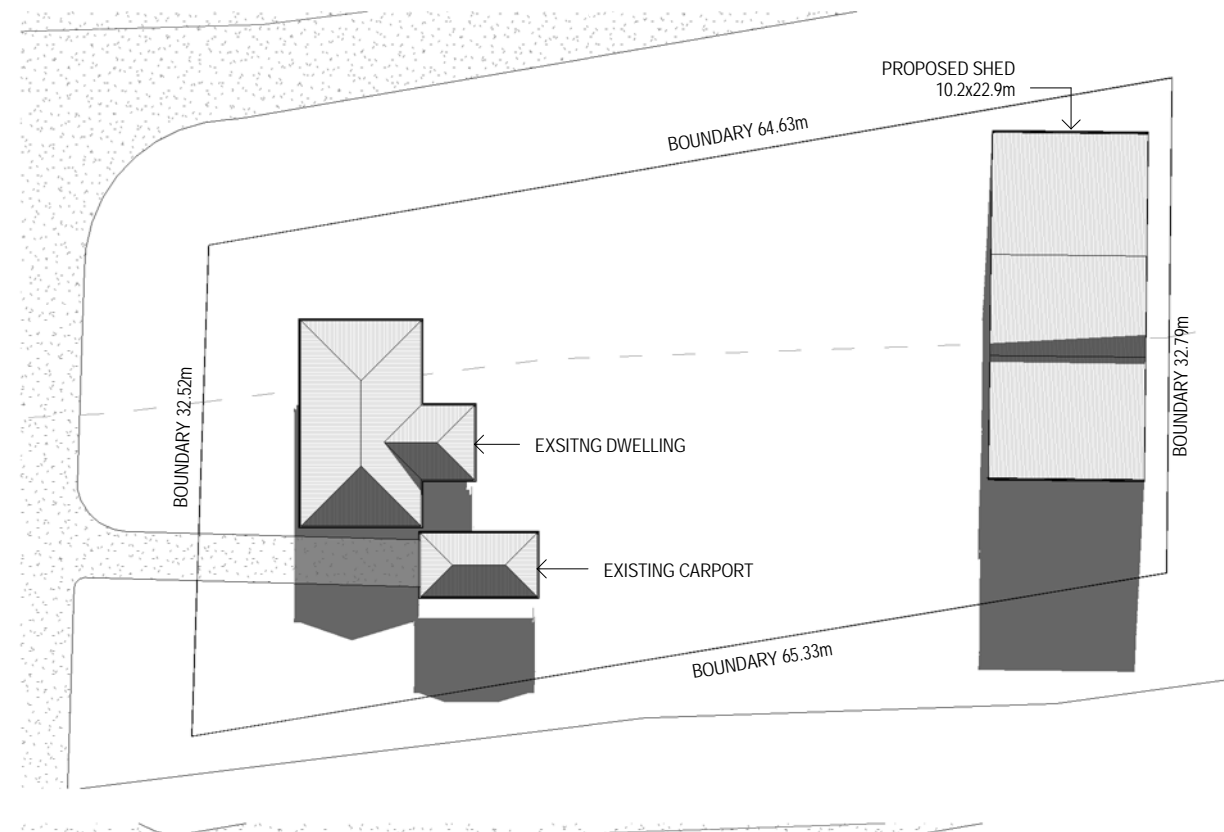 PROPOSED SHED
10.2x22.9m
BOUNDARY 64.63m
BOUNDARY 32.52m
BOUNDARY 32.79m
EXSITNG DWELLING
EXISTING CARPORT
BOUNDARY 65.33m